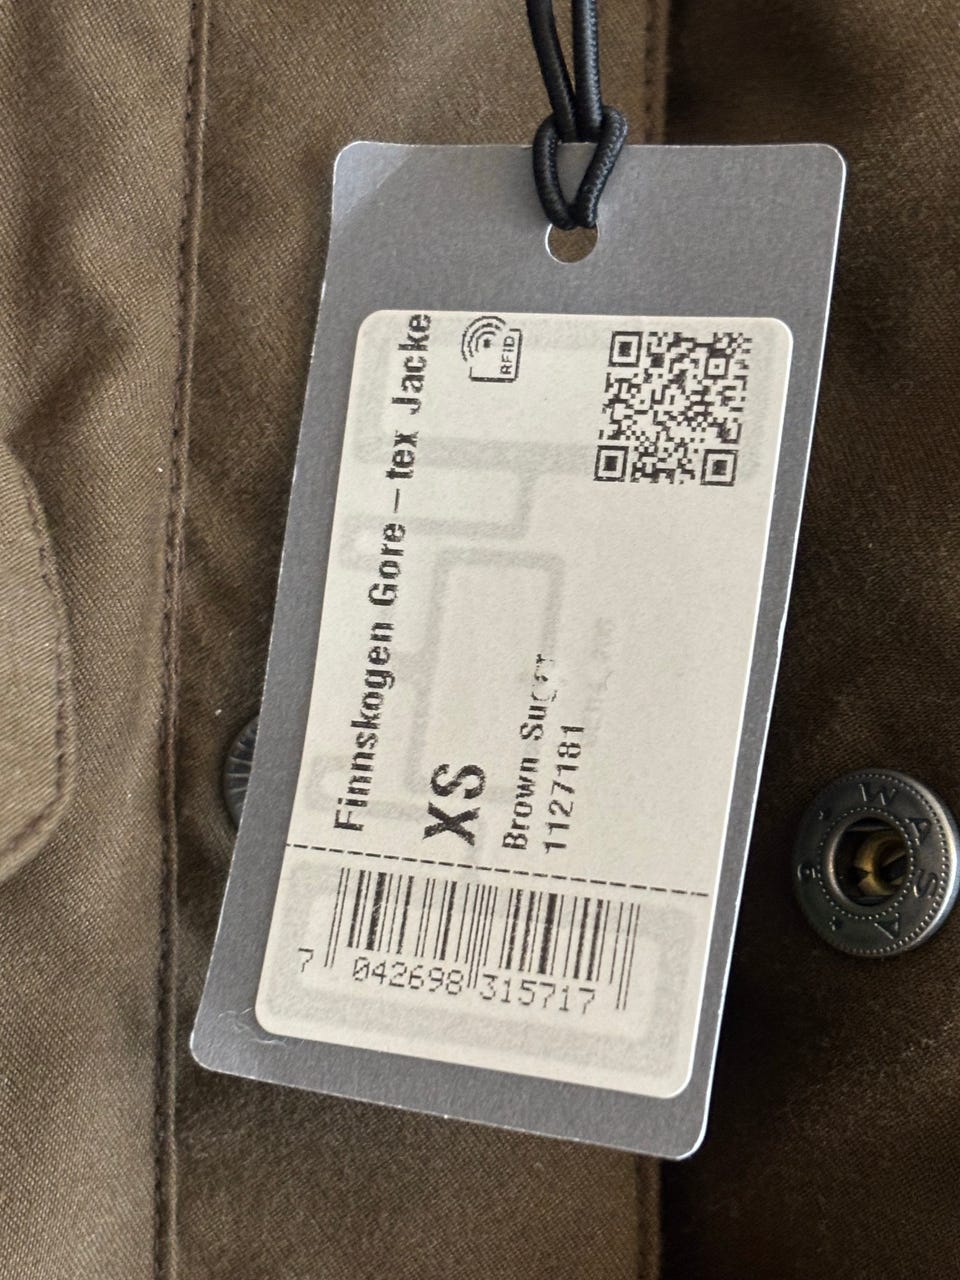 Finnskogen Gore-tex Jacke
RFID
XS
Brown Sugar
1127181
7 042698 315717
WASA